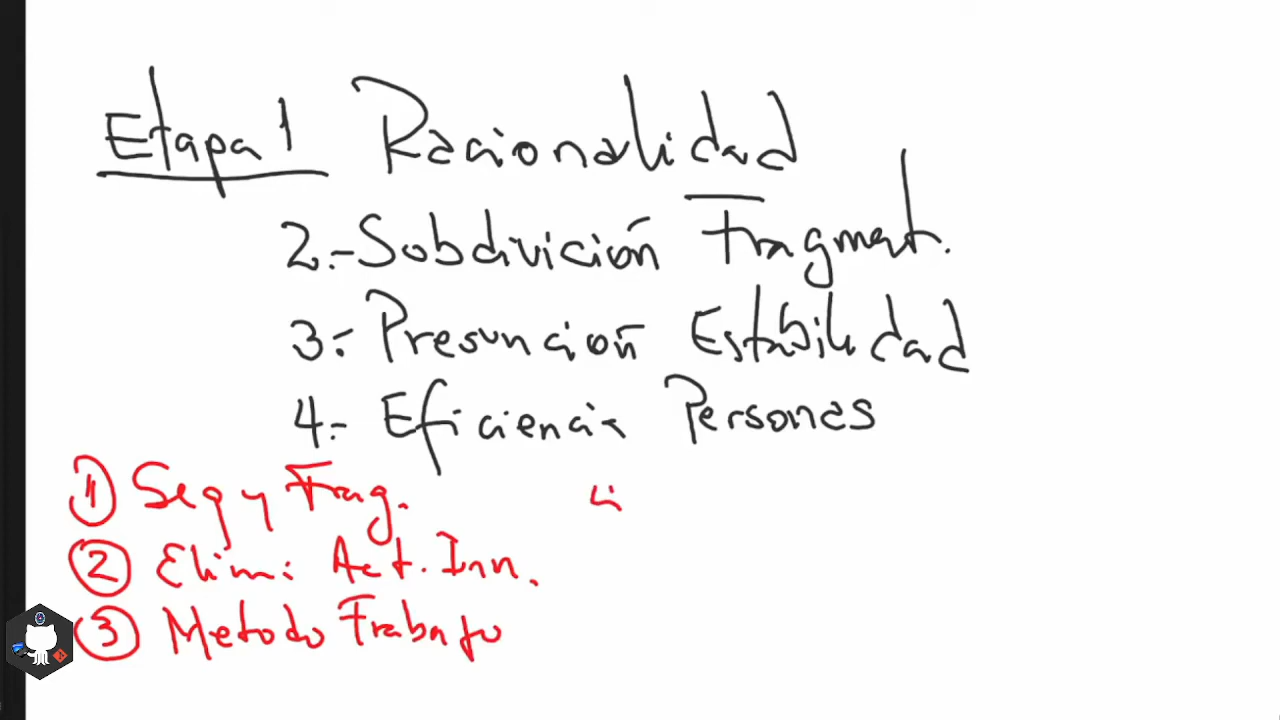 Etapa 1 Racionalidad
2.- Subdivición Fragment.
3.- Presunción Estabilidad
4.- Eficiencia Personas
1 Seg y Frag.
2 Elim: Act. Inn.
3 Metodo Trabajo